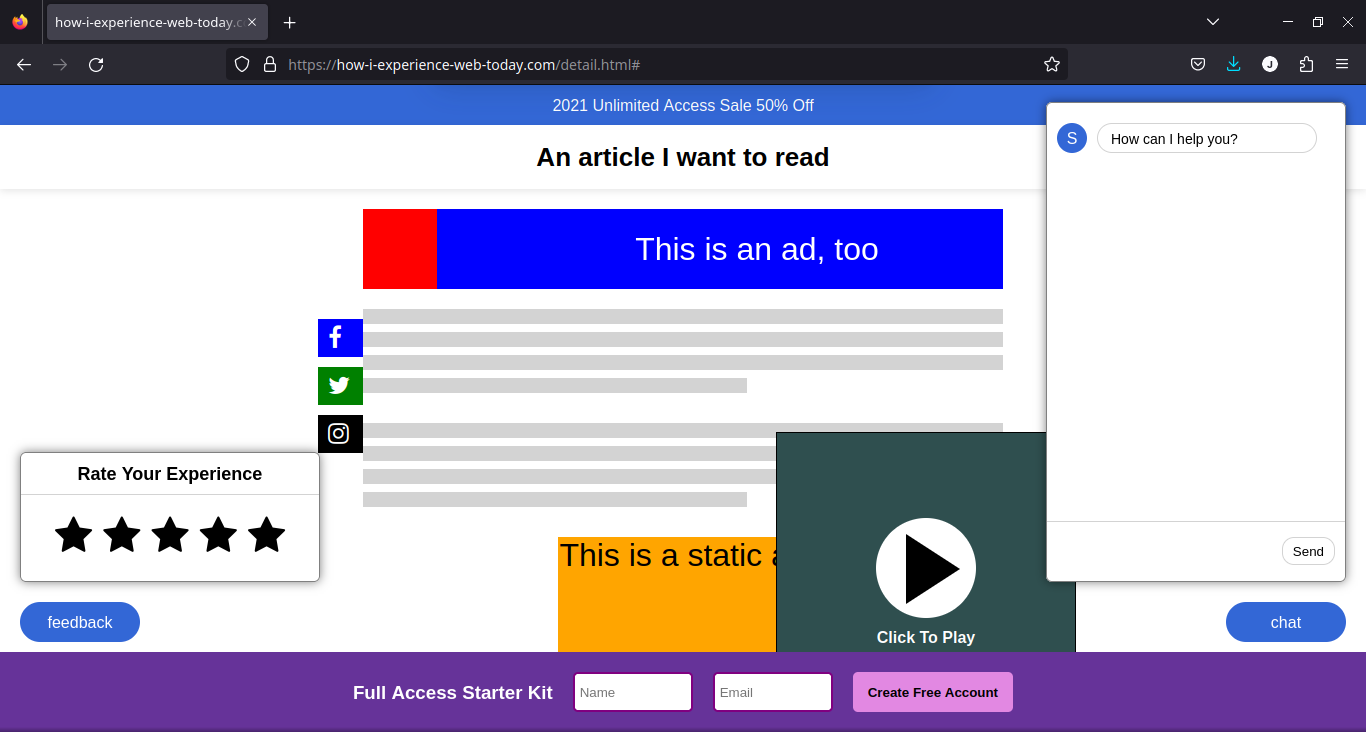 how-i-experience-web-today.c
https://how-i-experience-web-today.com/detail.html#
J
2021 Unlimited Access Sale 50% Off
An article I want to read
S
How can I help you?
This is an ad, too
Rate Your Experience
This is a static a
Send
Click To Play
feedback
chat
Full Access Starter Kit
Name
Email
Create Free Account